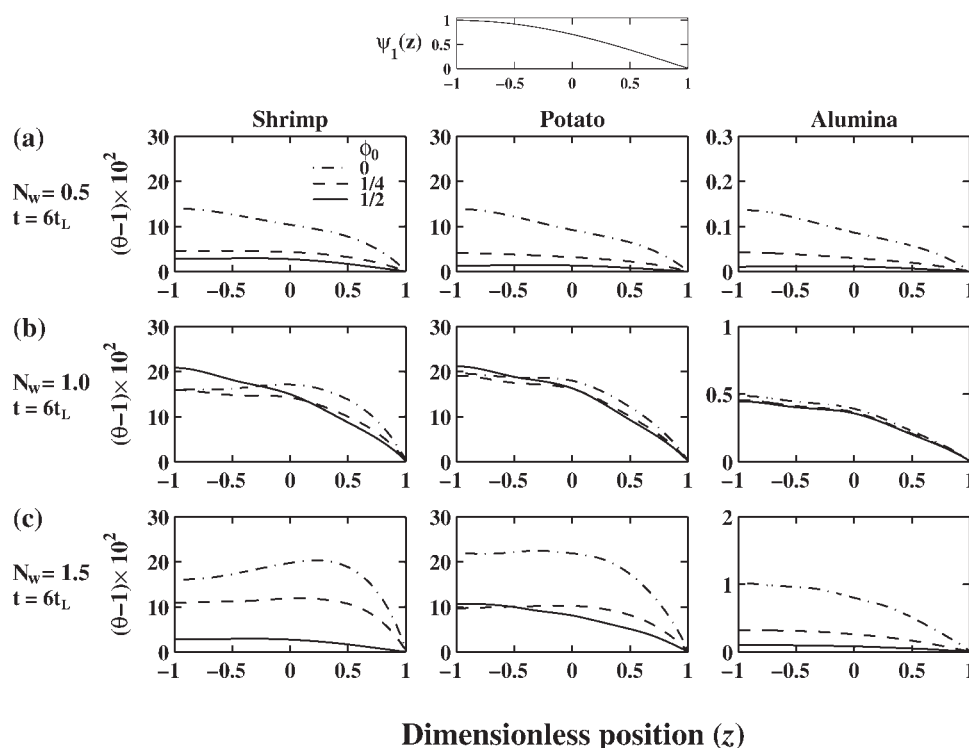 ψ₁(z)
1
0.5
0
−1 −0.5 0 0.5 1
Shrimp Potato Alumina
(a)
N_W = 0.5
t = 6t_L
(θ−1)× 10²
30
20
10
0
ϕ₀
0
1/4
1/2
−1 −0.5 0 0.5 1
30
20
10
0
−1 −0.5 0 0.5 1
0.3
0.2
0.1
0
−1 −0.5 0 0.5 1
(b)
N_W = 1.0
t = 6t_L
(θ−1)× 10²
30
20
10
0
−1 −0.5 0 0.5 1
30
20
10
0
−1 −0.5 0 0.5 1
1
0.5
0
−1 −0.5 0 0.5 1
(c)
N_W = 1.5
t = 6t_L
(θ−1)× 10²
30
20
10
0
−1 −0.5 0 0.5 1
30
20
10
0
−1 −0.5 0 0.5 1
2
1
0
−1 −0.5 0 0.5 1
Dimensionless position (z)